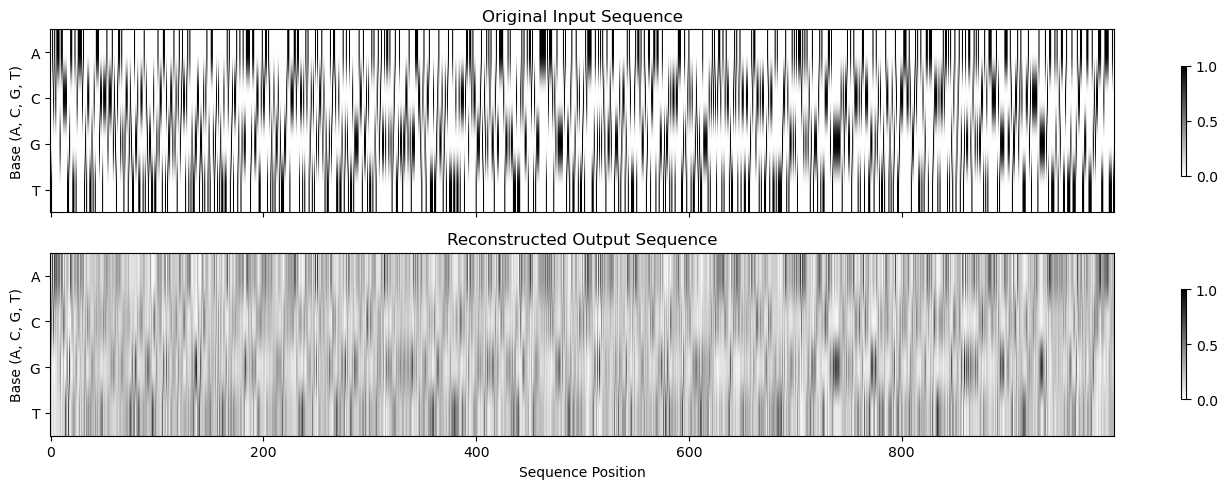 Original Input Sequence
Base (A, C, G, T)
A
C
G
T
1.0
0.5
0.0
Reconstructed Output Sequence
Base (A, C, G, T)
A
C
G
T
1.0
0.5
0.0
0 200 400 600 800
Sequence Position